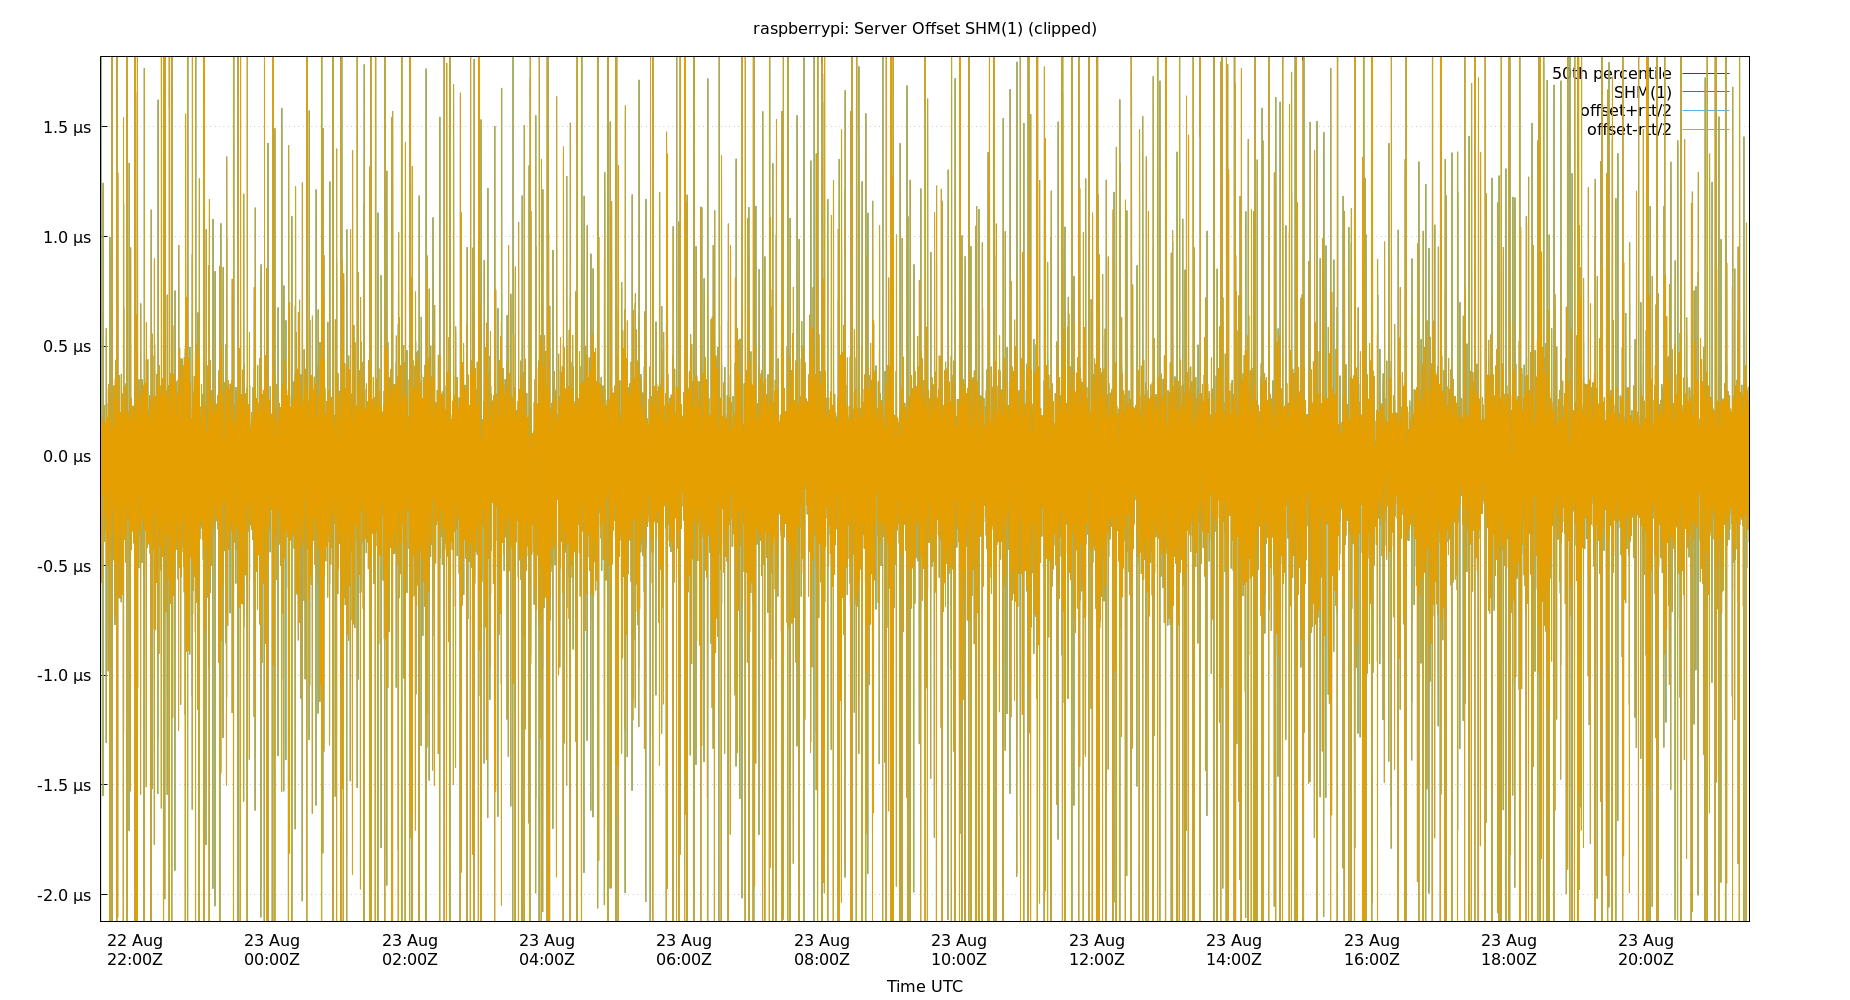 raspberrypi: Server Offset SHM(1) (clipped)
50th percentile
SHM(1)
offset+rtt/2
offset-rtt/2
1.5 µs
1.0 µs
0.5 µs
0.0 µs
-0.5 µs
-1.0 µs
-1.5 µs
-2.0 µs
22 Aug 23 Aug 23 Aug 23 Aug 23 Aug 23 Aug 23 Aug 23 Aug 23 Aug 23 Aug 23 Aug 23 Aug
22:00Z 00:00Z 02:00Z 04:00Z 06:00Z 08:00Z 10:00Z 12:00Z 14:00Z 16:00Z 18:00Z 20:00Z
Time UTC